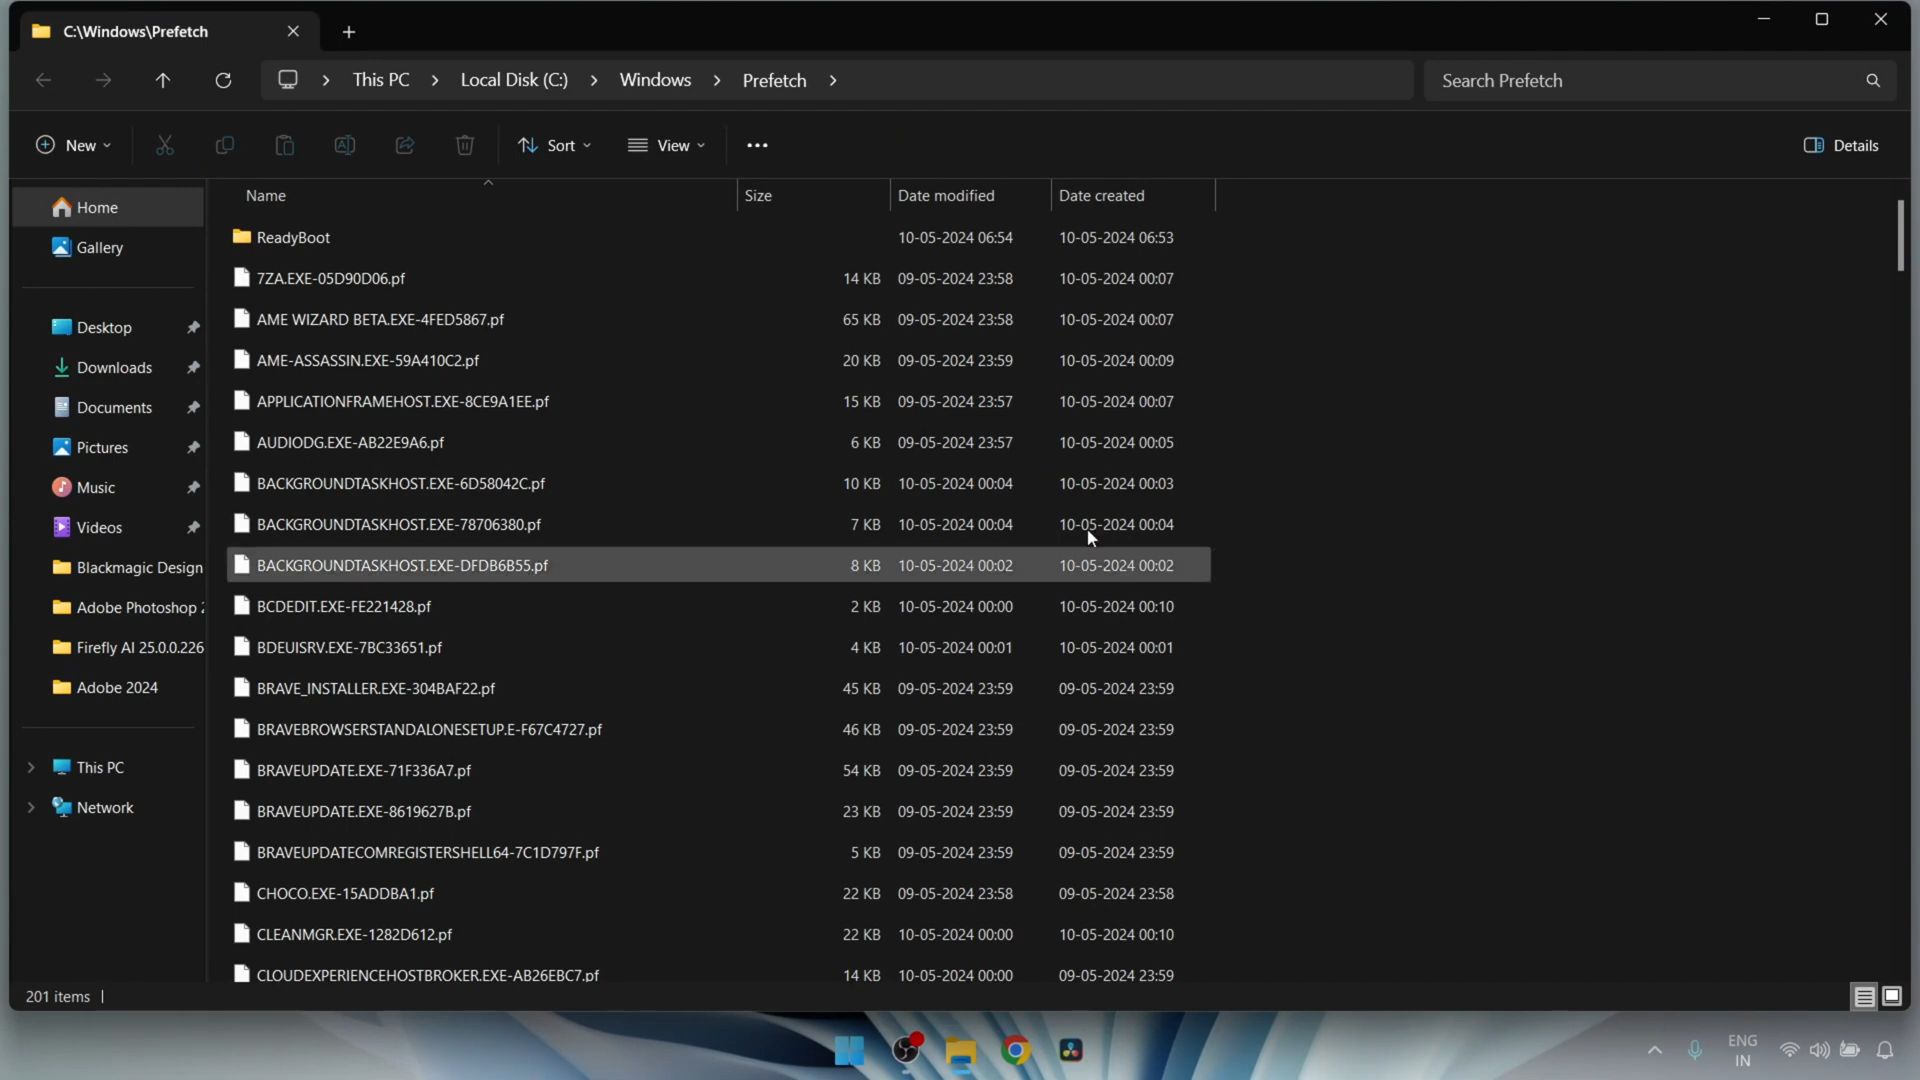 C:\Windows\Prefetch
This PC > Local Disk (C:) > Windows > Prefetch >
Search Prefetch
New
Sort
View
Details
Home
Gallery
Desktop
Downloads
Documents
Pictures
Music
Videos
Blackmagic Design
Adobe Photoshop 2
Firefly AI 25.0.0.226
Adobe 2024
This PC
Network
Name Size Date modified Date created
ReadyBoot 10-05-2024 06:54 10-05-2024 06:53
7ZA.EXE-05D90D06.pf 14 KB 09-05-2024 23:58 10-05-2024 00:07
AME WIZARD BETA.EXE-4FED5867.pf 65 KB 09-05-2024 23:58 10-05-2024 00:07
AME-ASSASSIN.EXE-59A410C2.pf 20 KB 09-05-2024 23:59 10-05-2024 00:09
APPLICATIONFRAMEHOST.EXE-8CE9A1EE.pf 15 KB 09-05-2024 23:57 10-05-2024 00:07
AUDIODG.EXE-AB22E9A6.pf 6 KB 09-05-2024 23:57 10-05-2024 00:05
BACKGROUNDTASKHOST.EXE-6D58042C.pf 10 KB 10-05-2024 00:04 10-05-2024 00:03
BACKGROUNDTASKHOST.EXE-78706380.pf 7 KB 10-05-2024 00:04 10-05-2024 00:04
BACKGROUNDTASKHOST.EXE-DFDB6B55.pf 8 KB 10-05-2024 00:02 10-05-2024 00:02
BCDEDIT.EXE-FE221428.pf 2 KB 10-05-2024 00:00 10-05-2024 00:10
BDEUISRV.EXE-7BC33651.pf 4 KB 10-05-2024 00:01 10-05-2024 00:01
BRAVE_INSTALLER.EXE-304BAF22.pf 45 KB 09-05-2024 23:59 09-05-2024 23:59
BRAVEBROWSERSTANDALONESETUP.E-F67C4727.pf 46 KB 09-05-2024 23:59 09-05-2024 23:59
BRAVEUPDATE.EXE-71F336A7.pf 54 KB 09-05-2024 23:59 09-05-2024 23:59
BRAVEUPDATE.EXE-8619627B.pf 23 KB 09-05-2024 23:59 09-05-2024 23:59
BRAVEUPDATECOMREGISTERSHELL64-7C1D797F.pf 5 KB 09-05-2024 23:59 09-05-2024 23:59
CHOCO.EXE-15ADDBA1.pf 22 KB 09-05-2024 23:58 09-05-2024 23:58
CLEANMGR.EXE-1282D612.pf 22 KB 10-05-2024 00:00 10-05-2024 00:10
CLOUDEXPERIENCEHOSTBROKER.EXE-AB26EBC7.pf 14 KB 10-05-2024 00:00 09-05-2024 23:59
201 items
ENG
IN